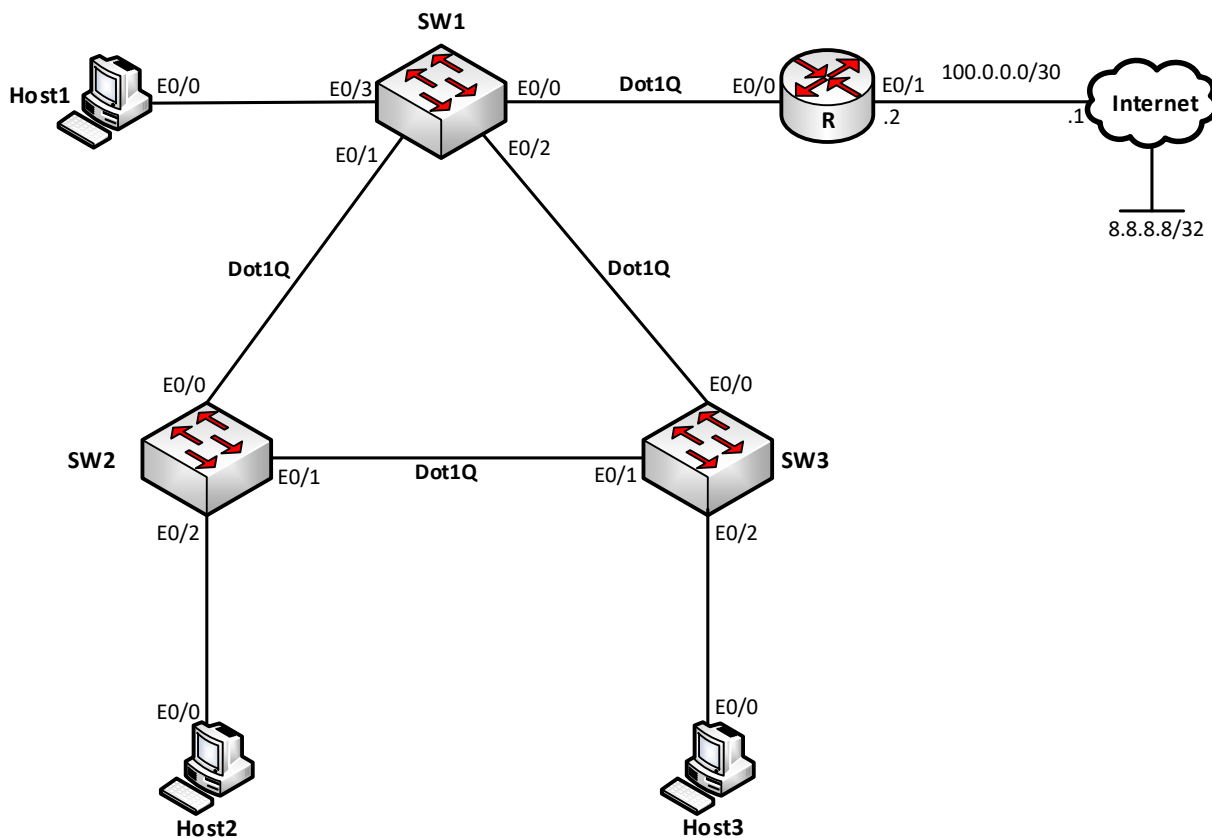 SW1
Host1
E0/0
E0/3
E0/0
Dot1Q
E0/0
R
E0/1
.2
100.0.0.0/30
.1
Internet
8.8.8.8/32
E0/1
E0/2
Dot1Q
Dot1Q
E0/0
E0/0
SW2
E0/1
Dot1Q
E0/1
SW3
E0/2
E0/2
E0/0
E0/0
Host2
Host3